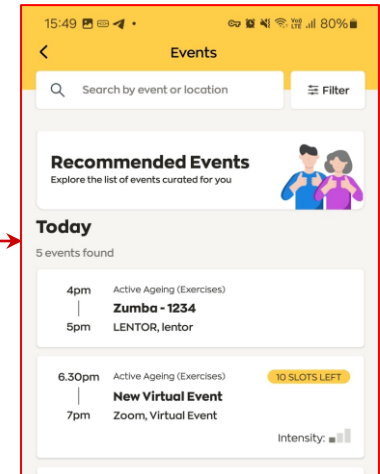 15:49 80%
Events
Search by event or location
Filter
Recommended Events
Explore the list of events curated for you
Today
5 events found
4pm Active Ageing (Exercises)
Zumba - 1234
5pm LENTOR, lentor
6.30pm Active Ageing (Exercises) 10 SLOTS LEFT
New Virtual Event
7pm Zoom, Virtual Event
Intensity: